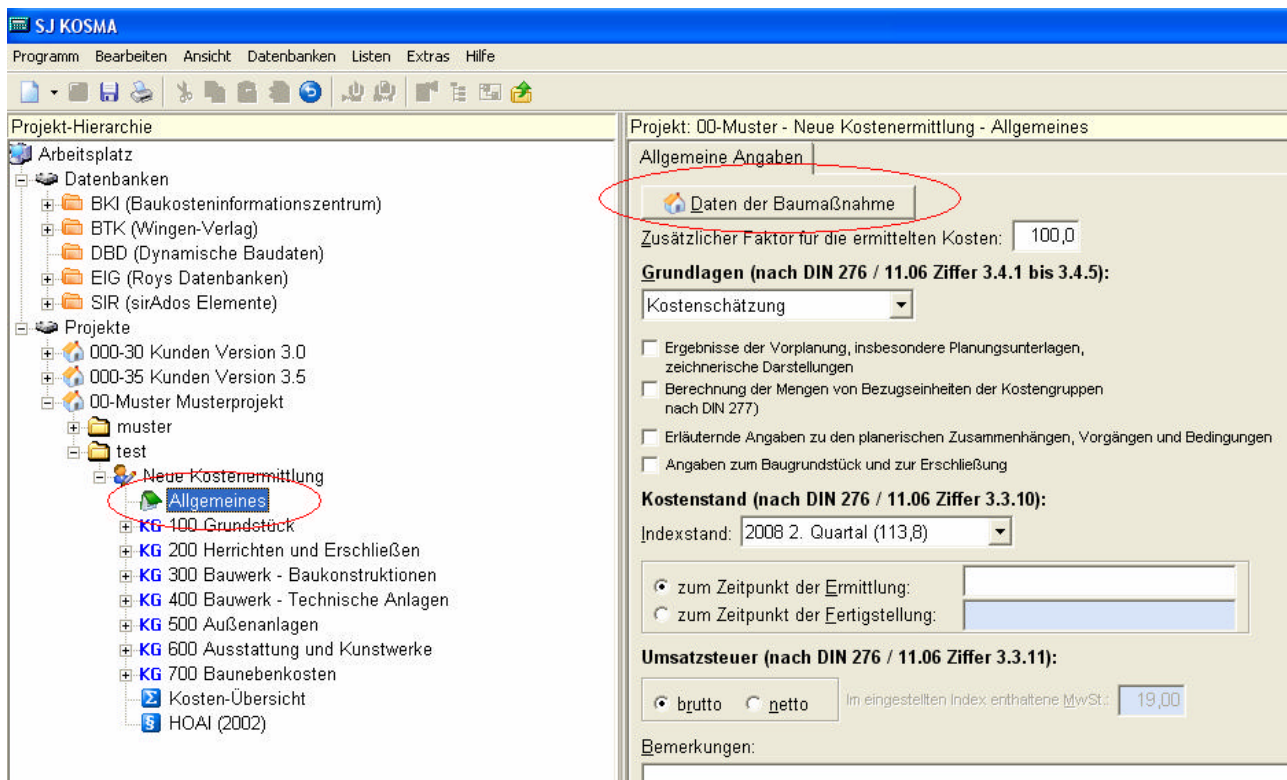 SJ KOSMA
Programm Bearbeiten Ansicht Datenbanken Listen Extras Hilfe
Projekt-Hierarchie
Arbeitsplatz
Datenbanken
BKI (Baukosteninformationszentrum)
BTK (Wingen-Verlag)
DBD (Dynamische Baudaten)
EIG (Roys Datenbanken)
SIR (sirAdos Elemente)
Projekte
000-30 Kunden Version 3.0
000-35 Kunden Version 3.5
00-Muster Musterprojekt
muster
test
Neue Kostenermittlung
Allgemeines
KG 100 Grundstück
KG 200 Herrichten und Erschließen
KG 300 Bauwerk - Baukonstruktionen
KG 400 Bauwerk - Technische Anlagen
KG 500 Außenanlagen
KG 600 Ausstattung und Kunstwerke
KG 700 Baunebenkosten
Σ Kosten-Übersicht
§ HOAI (2002)
Projekt: 00-Muster - Neue Kostenermittlung - Allgemeines
Allgemeine Angaben
Daten der Baumaßnahme
Zusätzlicher Faktor für die ermittelten Kosten: 100,0
Grundlagen (nach DIN 276 / 11.06 Ziffer 3.4.1 bis 3.4.5):
Kostenschätzung
Ergebnisse der Vorplanung, insbesondere Planungsunterlagen,
zeichnerische Darstellungen
Berechnung der Mengen von Bezugseinheiten der Kostengruppen
nach DIN 277)
Erläuternde Angaben zu den planerischen Zusammenhängen, Vorgängen und Bedingungen
Angaben zum Baugrundstück und zur Erschließung
Kostenstand (nach DIN 276 / 11.06 Ziffer 3.3.10):
Indexstand: 2008 2. Quartal (113,8)
zum Zeitpunkt der Ermittlung:
zum Zeitpunkt der Fertigstellung:
Umsatzsteuer (nach DIN 276 / 11.06 Ziffer 3.3.11):
brutto netto Im eingestellten Index enthaltene MwSt.: 19,00
Bemerkungen: